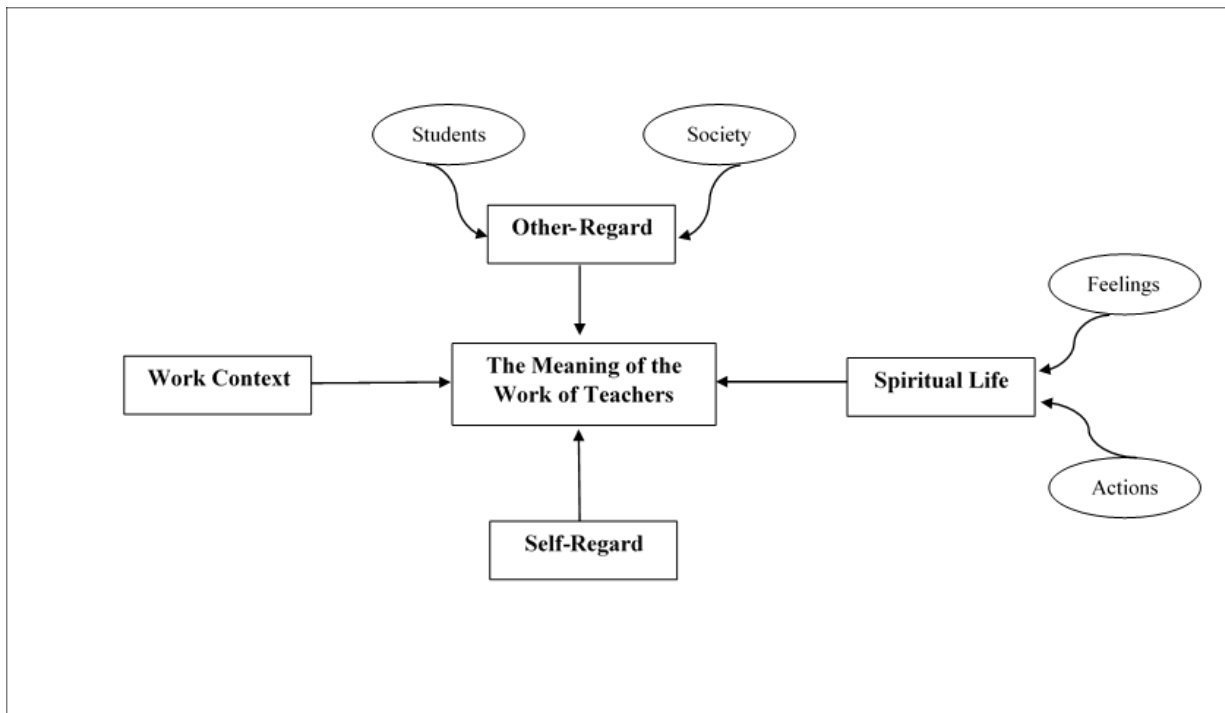 Students
Society
Other-Regard
Feelings
Work Context
The Meaning of the
Work of Teachers
Spiritual Life
Actions
Self-Regard